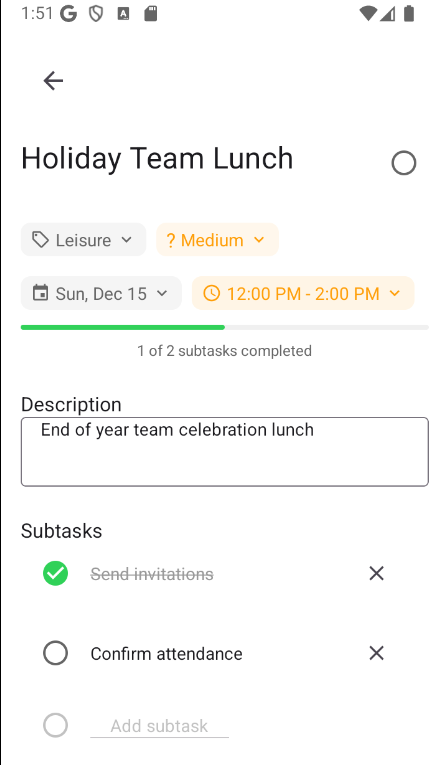 1:51
Holiday Team Lunch
Leisure
? Medium
Sun, Dec 15
12:00 PM - 2:00 PM
1 of 2 subtasks completed
Description
End of year team celebration lunch
Subtasks
Send invitations
Confirm attendance
Add subtask